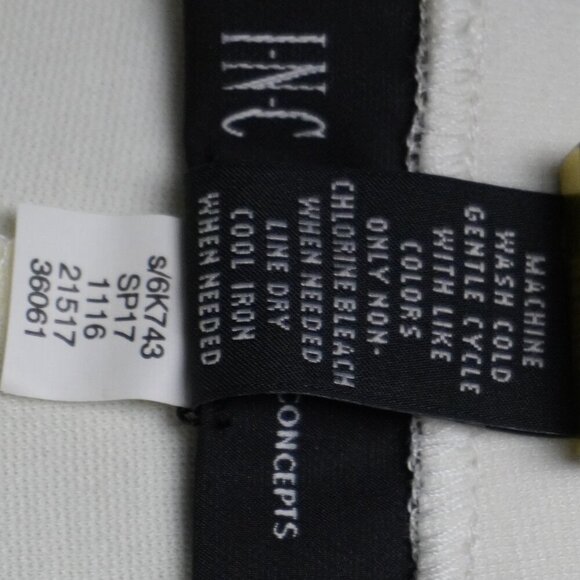 I·N·C
CONCEPTS
MACHINE
WASH COLD
GENTLE CYCLE
WITH LIKE
COLORS
ONLY NON-
CHLORINE BLEACH
WHEN NEEDED
LINE DRY
COOL IRON
WHEN NEEDED
s/6K743
SP17
1116
21517
36061